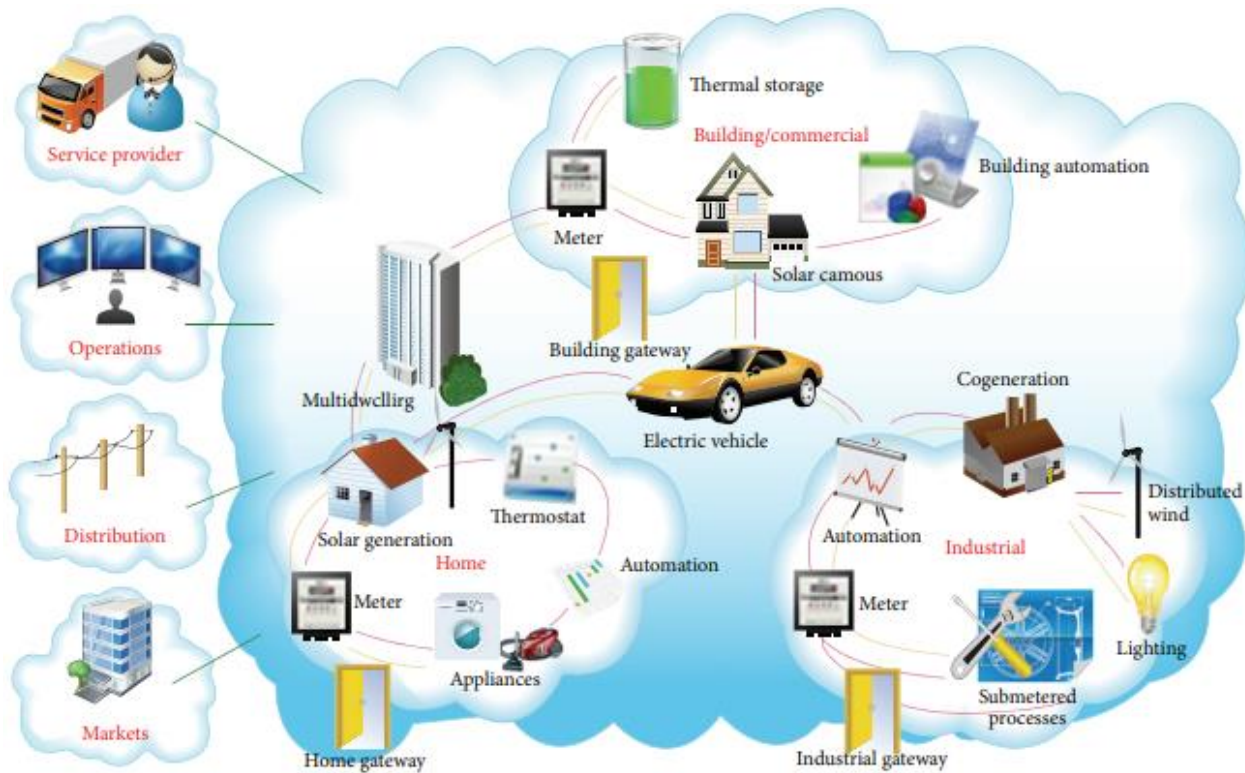 Service provider
Operations
Distribution
Markets
Thermal storage
Building/commercial
Building automation
Meter
Solar camous
Building gateway
Multidwcllirg
Electric vehicle
Cogeneration
Thermostat
Solar generation
Home
Automation
Meter
Appliances
Home gateway
Automation
Industrial
Distributed
wind
Meter
Lighting
Submetered
processes
Industrial gateway